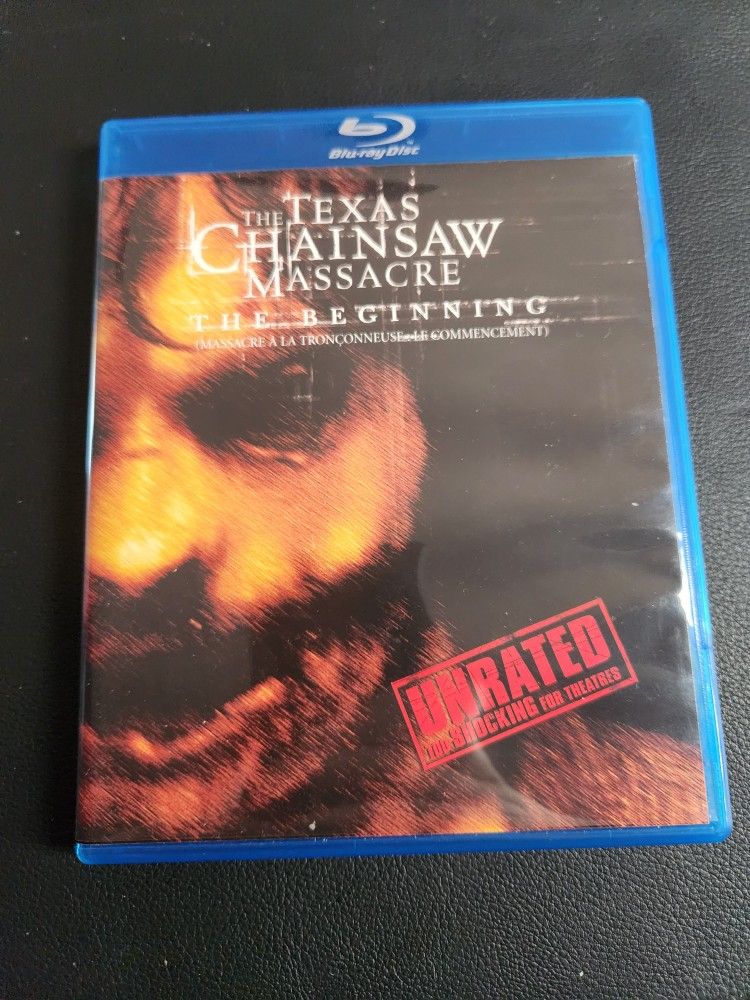 Blu-ray Disc
THE TEXAS
CHAINSAW
MASSACRE
THE BEGINNING
(MASSACRE À LA TRONÇONNEUSE: LE COMMENCEMENT)
UNRATED
TOO SHOCKING FOR THEATRES